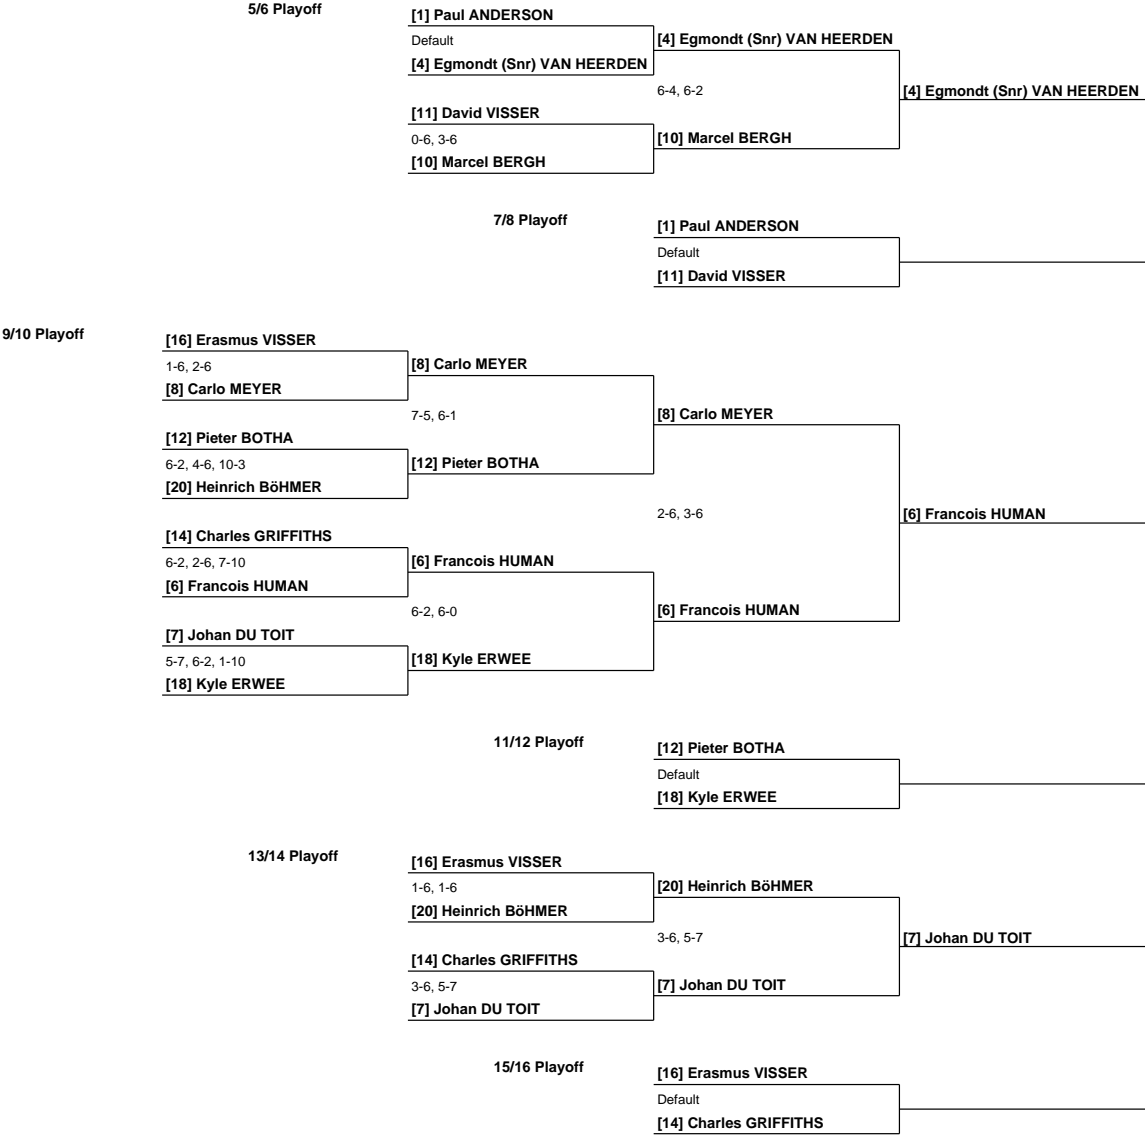 5/6 Playoff
[1] Paul ANDERSON
Default
[4] Egmondt (Snr) VAN HEERDEN
[4] Egmondt (Snr) VAN HEERDEN
6-4, 6-2
[4] Egmondt (Snr) VAN HEERDEN
[11] David VISSER
0-6, 3-6
[10] Marcel BERGH
[10] Marcel BERGH
7/8 Playoff
[1] Paul ANDERSON
Default
[11] David VISSER
9/10 Playoff
[16] Erasmus VISSER
1-6, 2-6
[8] Carlo MEYER
[8] Carlo MEYER
7-5, 6-1
[8] Carlo MEYER
[12] Pieter BOTHA
6-2, 4-6, 10-3
[20] Heinrich BöHMER
[12] Pieter BOTHA
2-6, 3-6
[6] Francois HUMAN
[14] Charles GRIFFITHS
6-2, 2-6, 7-10
[6] Francois HUMAN
[6] Francois HUMAN
6-2, 6-0
[6] Francois HUMAN
[7] Johan DU TOIT
5-7, 6-2, 1-10
[18] Kyle ERWEE
[18] Kyle ERWEE
11/12 Playoff
[12] Pieter BOTHA
Default
[18] Kyle ERWEE
13/14 Playoff
[16] Erasmus VISSER
1-6, 1-6
[20] Heinrich BöHMER
[20] Heinrich BöHMER
3-6, 5-7
[7] Johan DU TOIT
[14] Charles GRIFFITHS
3-6, 5-7
[7] Johan DU TOIT
[7] Johan DU TOIT
15/16 Playoff
[16] Erasmus VISSER
Default
[14] Charles GRIFFITHS